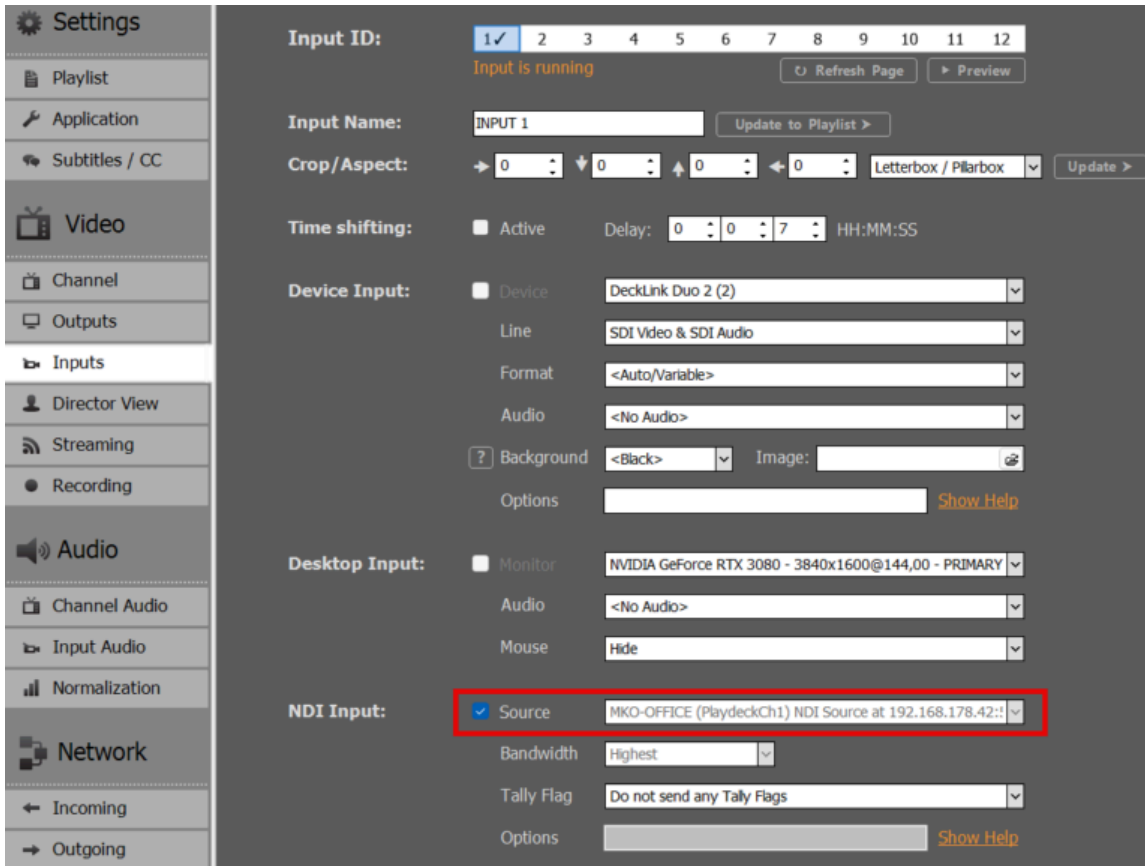 Settings
Playlist
Application
Subtitles / CC
Video
Channel
Outputs
Inputs
Director View
Streaming
Recording
Audio
Channel Audio
Input Audio
Normalization
Network
Incoming
Outgoing
Input ID: 1✓ 2 3 4 5 6 7 8 9 10 11 12
Input is running Refresh Page Preview
Input Name: INPUT 1 Update to Playlist ➤
Crop/Aspect: 0 0 0 0 Letterbox / Pillarbox Update ➤
Time shifting: Active Delay: 0 0 7 HH:MM:SS
Device Input: Device DeckLink Duo 2 (2)
Line SDI Video & SDI Audio
Format <Auto/Variable>
Audio <No Audio>
? Background <Black> Image:
Options Show Help
Desktop Input: Monitor NVIDIA GeForce RTX 3080 - 3840x1600@144,00 - PRIMARY
Audio <No Audio>
Mouse Hide
NDI Input: Source MKO-OFFICE (PlaydeckCh1) NDI Source at 192.168.178.42:
Bandwidth Highest
Tally Flag Do not send any Tally Flags
Options Show Help